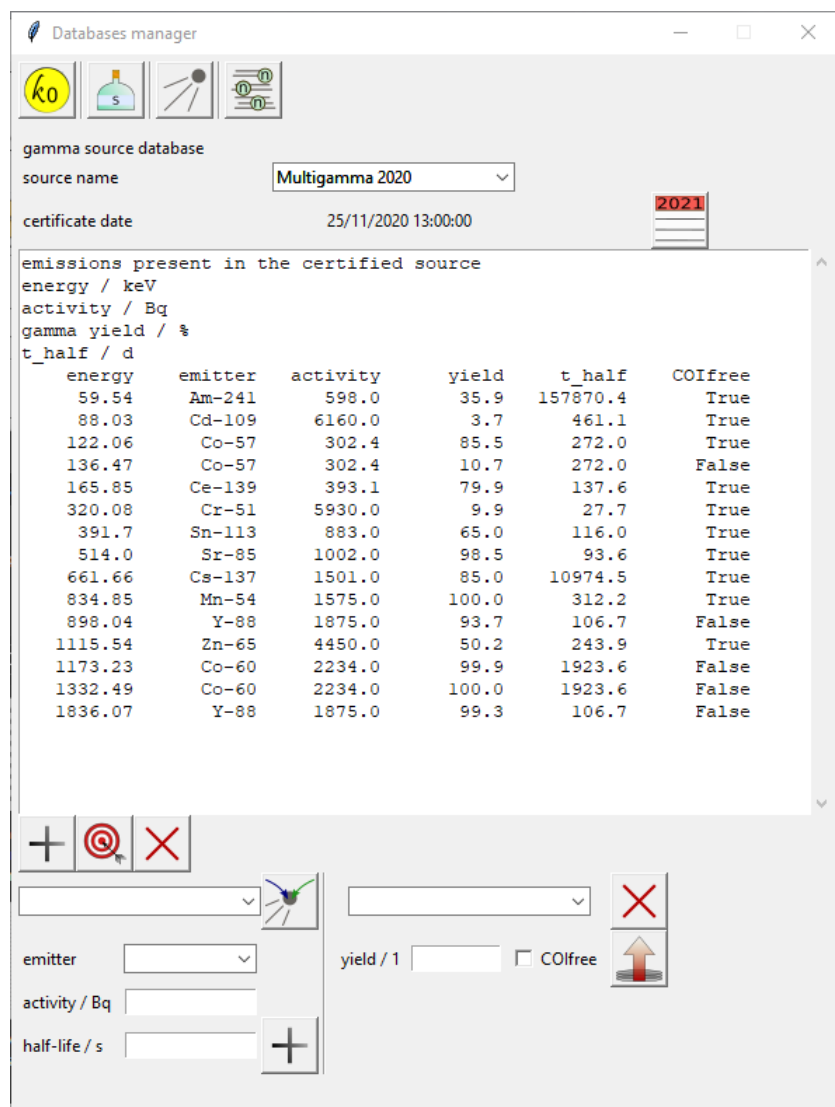 Databases manager
k0 s n n n
gamma source database
source name Multigamma 2020
2021
certificate date 25/11/2020 13:00:00
emissions present in the certified source
energy / keV
activity / Bq
gamma yield / %
t_half / d
energy emitter activity yield t_half COIfree
59.54 Am-241 598.0 35.9 157870.4 True
88.03 Cd-109 6160.0 3.7 461.1 True
122.06 Co-57 302.4 85.5 272.0 True
136.47 Co-57 302.4 10.7 272.0 False
165.85 Ce-139 393.1 79.9 137.6 True
320.08 Cr-51 5930.0 9.9 27.7 True
391.7 Sn-113 883.0 65.0 116.0 True
514.0 Sr-85 1002.0 98.5 93.6 True
661.66 Cs-137 1501.0 85.0 10974.5 True
834.85 Mn-54 1575.0 100.0 312.2 True
898.04 Y-88 1875.0 93.7 106.7 False
1115.54 Zn-65 4450.0 50.2 243.9 True
1173.23 Co-60 2234.0 99.9 1923.6 False
1332.49 Co-60 2234.0 100.0 1923.6 False
1836.07 Y-88 1875.0 99.3 106.7 False
emitter yield / 1 COIfree
activity / Bq
half-life / s